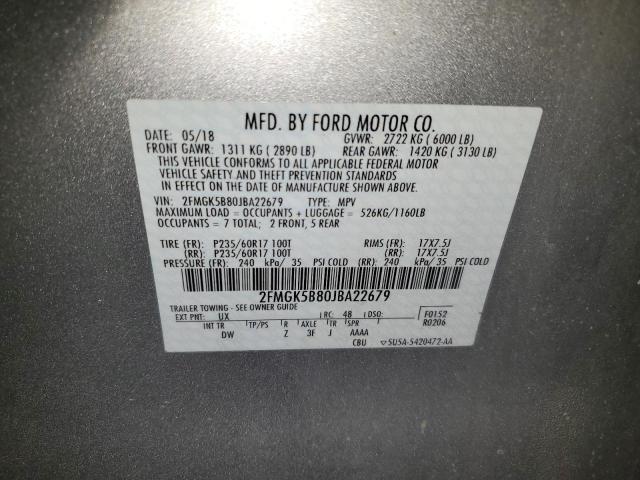 MFD. BY FORD MOTOR CO.
DATE: 05/18 GVWR: 2722 KG ( 6000 LB)
FRONT GAWR: 1311 KG ( 2890 LB) REAR GAWR: 1420 KG ( 3130 LB)
THIS VEHICLE CONFORMS TO ALL APPLICABLE FEDERAL MOTOR
VEHICLE SAFETY AND THEFT PREVENTION STANDARDS
IN EFFECT ON THE DATE OF MANUFACTURE SHOWN ABOVE.
VIN: 2FMGK5B80JBA22679 TYPE: MPV
MAXIMUM LOAD = OCCUPANTS + LUGGAGE = 526KG/1160LB
OCCUPANTS = 7 TOTAL; 2 FRONT, 5 REAR
TIRE (FR): P235/60R17 100T RIMS (FR): 17X7.5J
(RR): P235/60R17 100T (RR): 17X7.5J
PRESSURE (FR): 240 kPa/ 35 PSI COLD (RR): 240 kPa/ 35 PSI COLD
2FMGK5B80JBA22679
TRAILER TOWING - SEE OWNER GUIDE
EXT PNT: UX RC: 48 DSO: F0152
R0206
INT TR TP/PS R AXLE TR SPR
DW Z 3F J AAAA
CBU 5U5A-5420472-AA